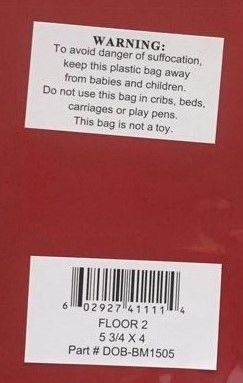 WARNING:
To avoid danger of suffocation,
keep this plastic bag away
from babies and children.
Do not use this bag in cribs, beds,
carriages or play pens.
This bag is not a toy.
6 02927 41111 4
FLOOR 2
5 3/4 X 4
Part # DOB-BM1505